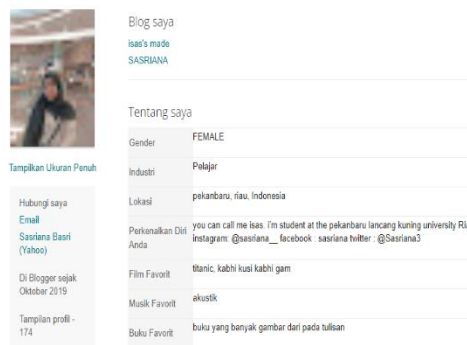 Blog saya
isas's made
SASRIANA
Tentang saya
Gender FEMALE
Industri Pelajar
Lokasi pekanbaru, riau, Indonesia
Perkenalkan Diri Anda
you can call me isas. i'm student at the pekanbaru lancang kuning university
instagram: @sasriana__ facebook : sasriana twitter : @Sasriana3
Film Favorit titanic, kabhi kusi kabhi gam
Musik Favorit akustik
Buku Favorit buku yang banyak gambar dari pada tulisan
Tampilkan Ukuran Penuh
Hubungi saya
Email
Sasriana Basri
(Yahoo)
Di Blogger sejak
Oktober 2019
Tampilan profil -
174